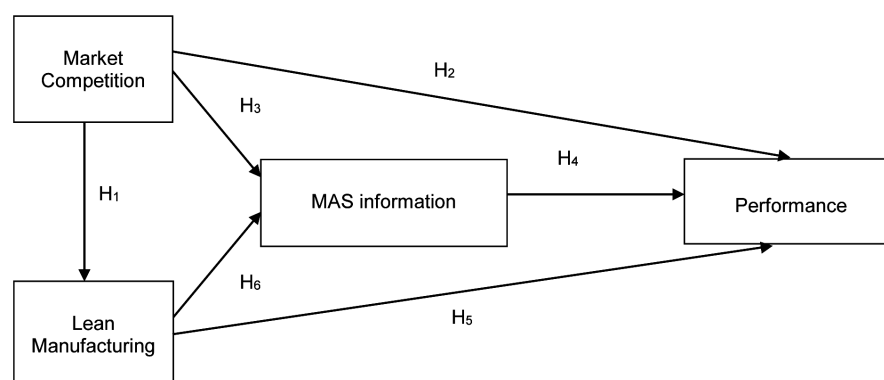 Market
Competition
H2
H3
H1
H4
MAS information
Performance
H6
H5
Lean
Manufacturing